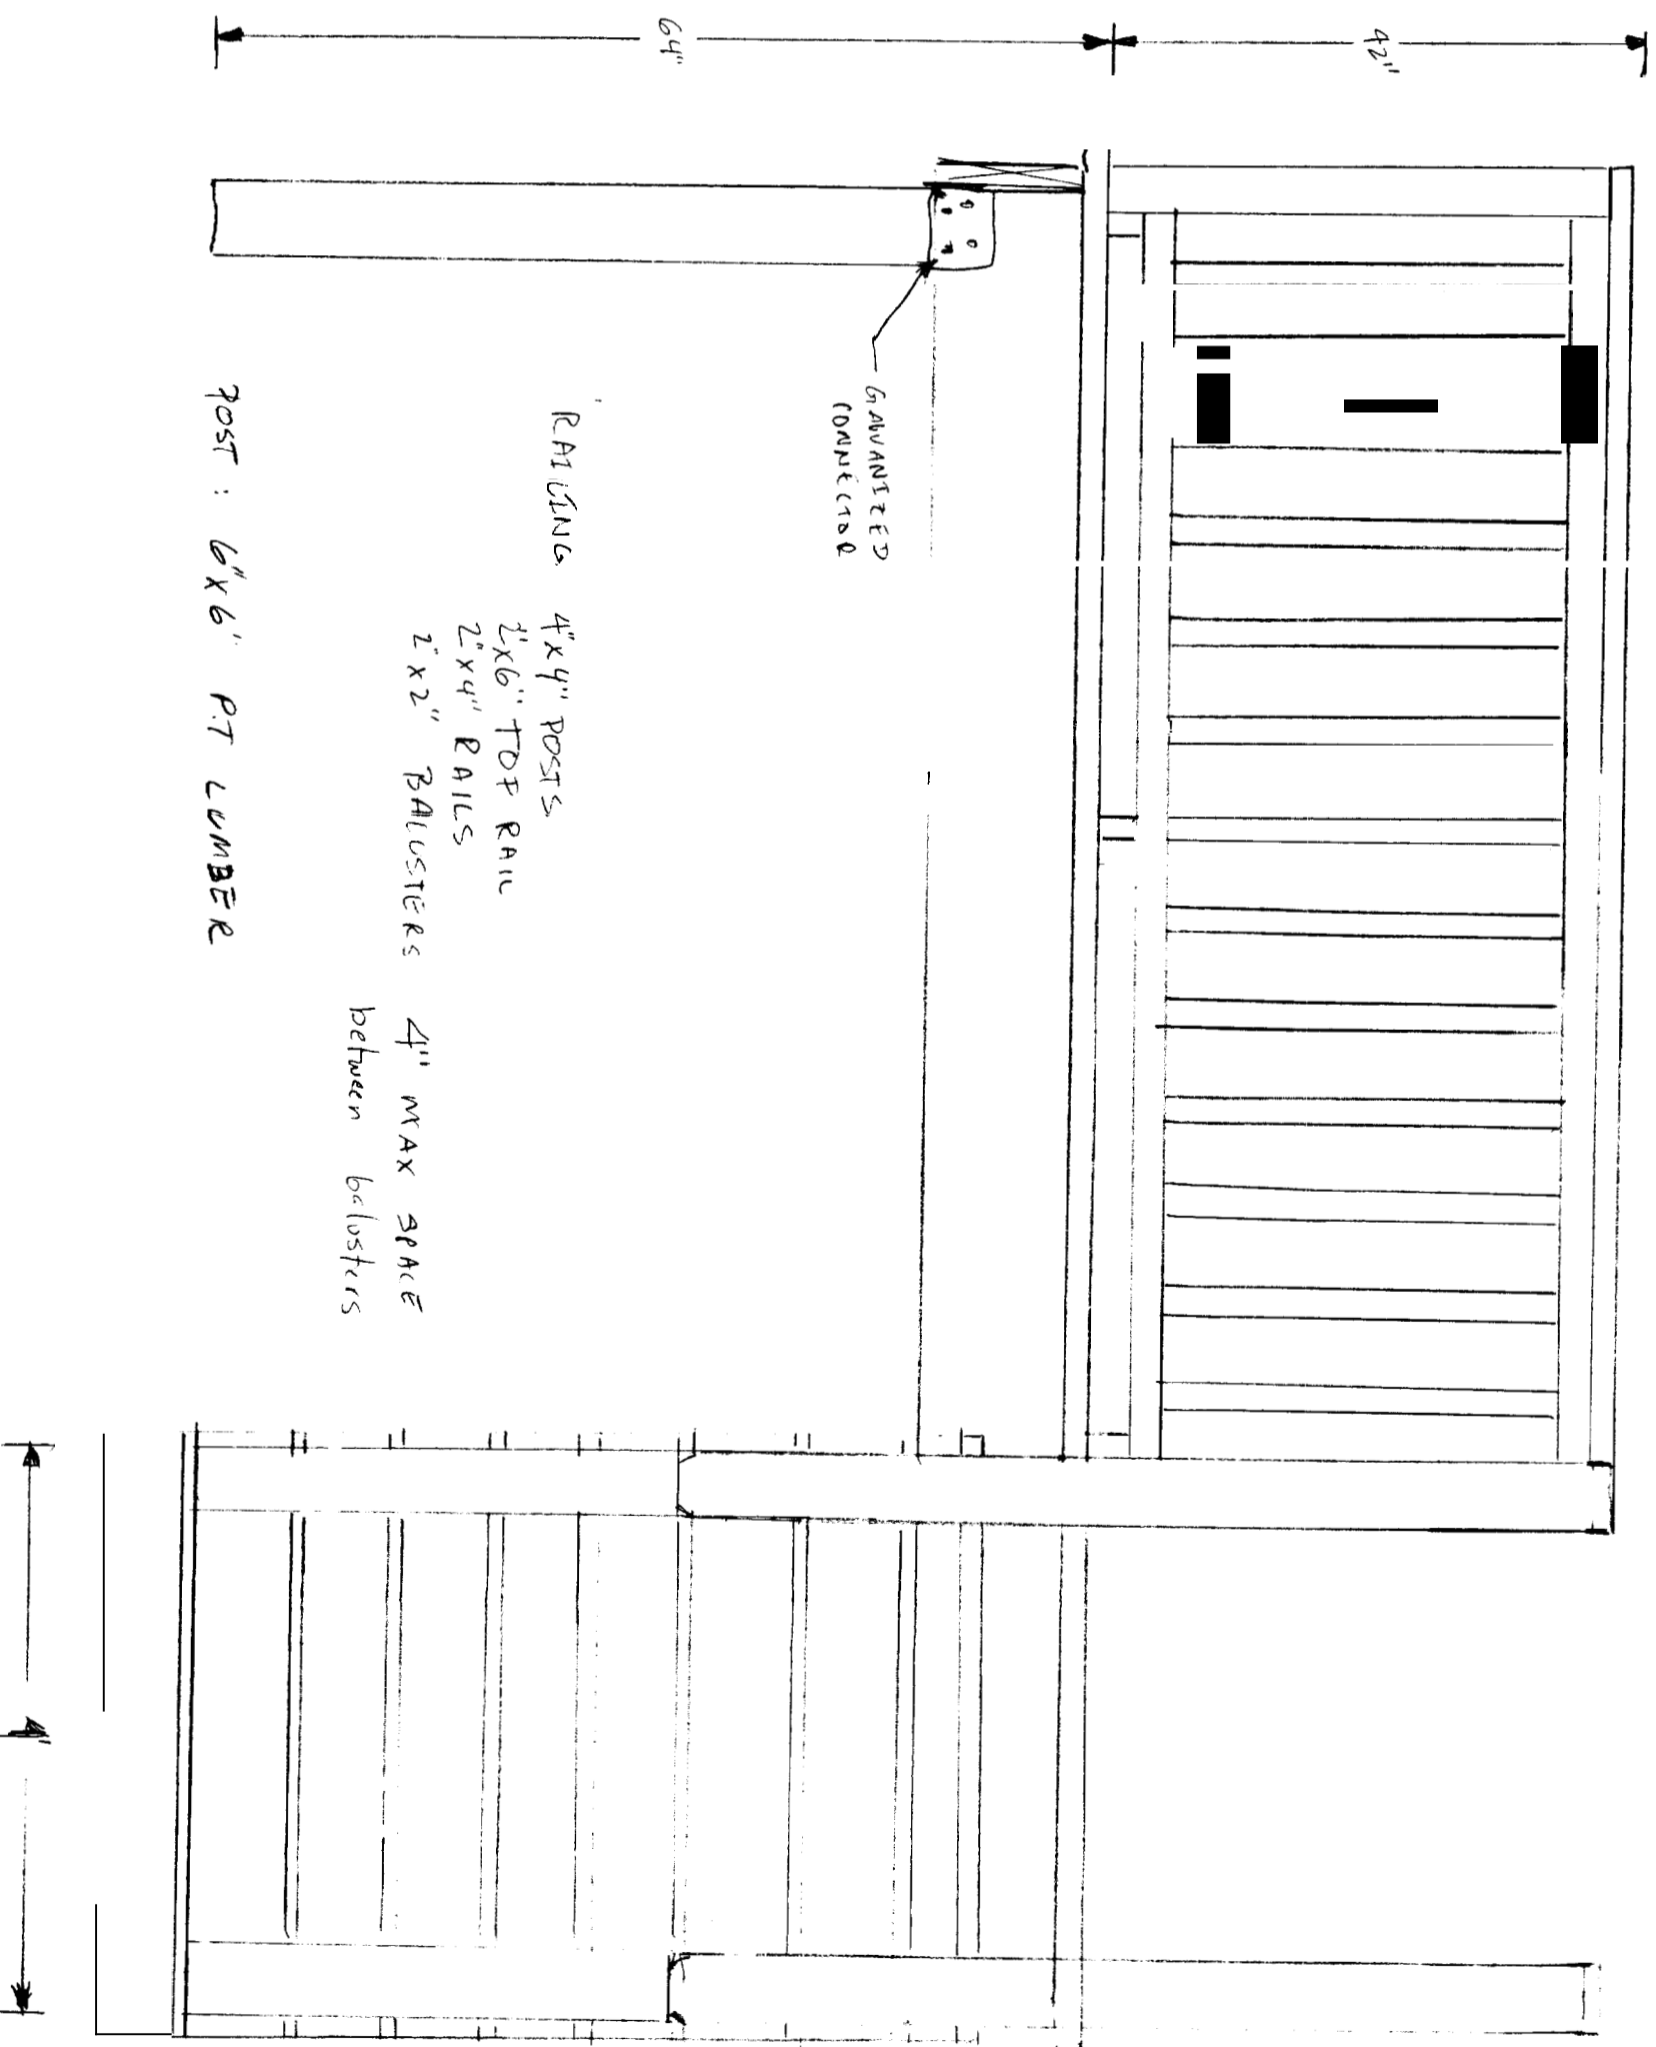 42"
64"
GALVANIZED
CONNECTOR
RAILING 4"x4" POSTS
2"x6" TOP RAIL
2"x4" RAILS
2"x2" BALUSTERS 4" MAX SPACE
between balusters
POST: 6"x6" PT LUMBER
4'